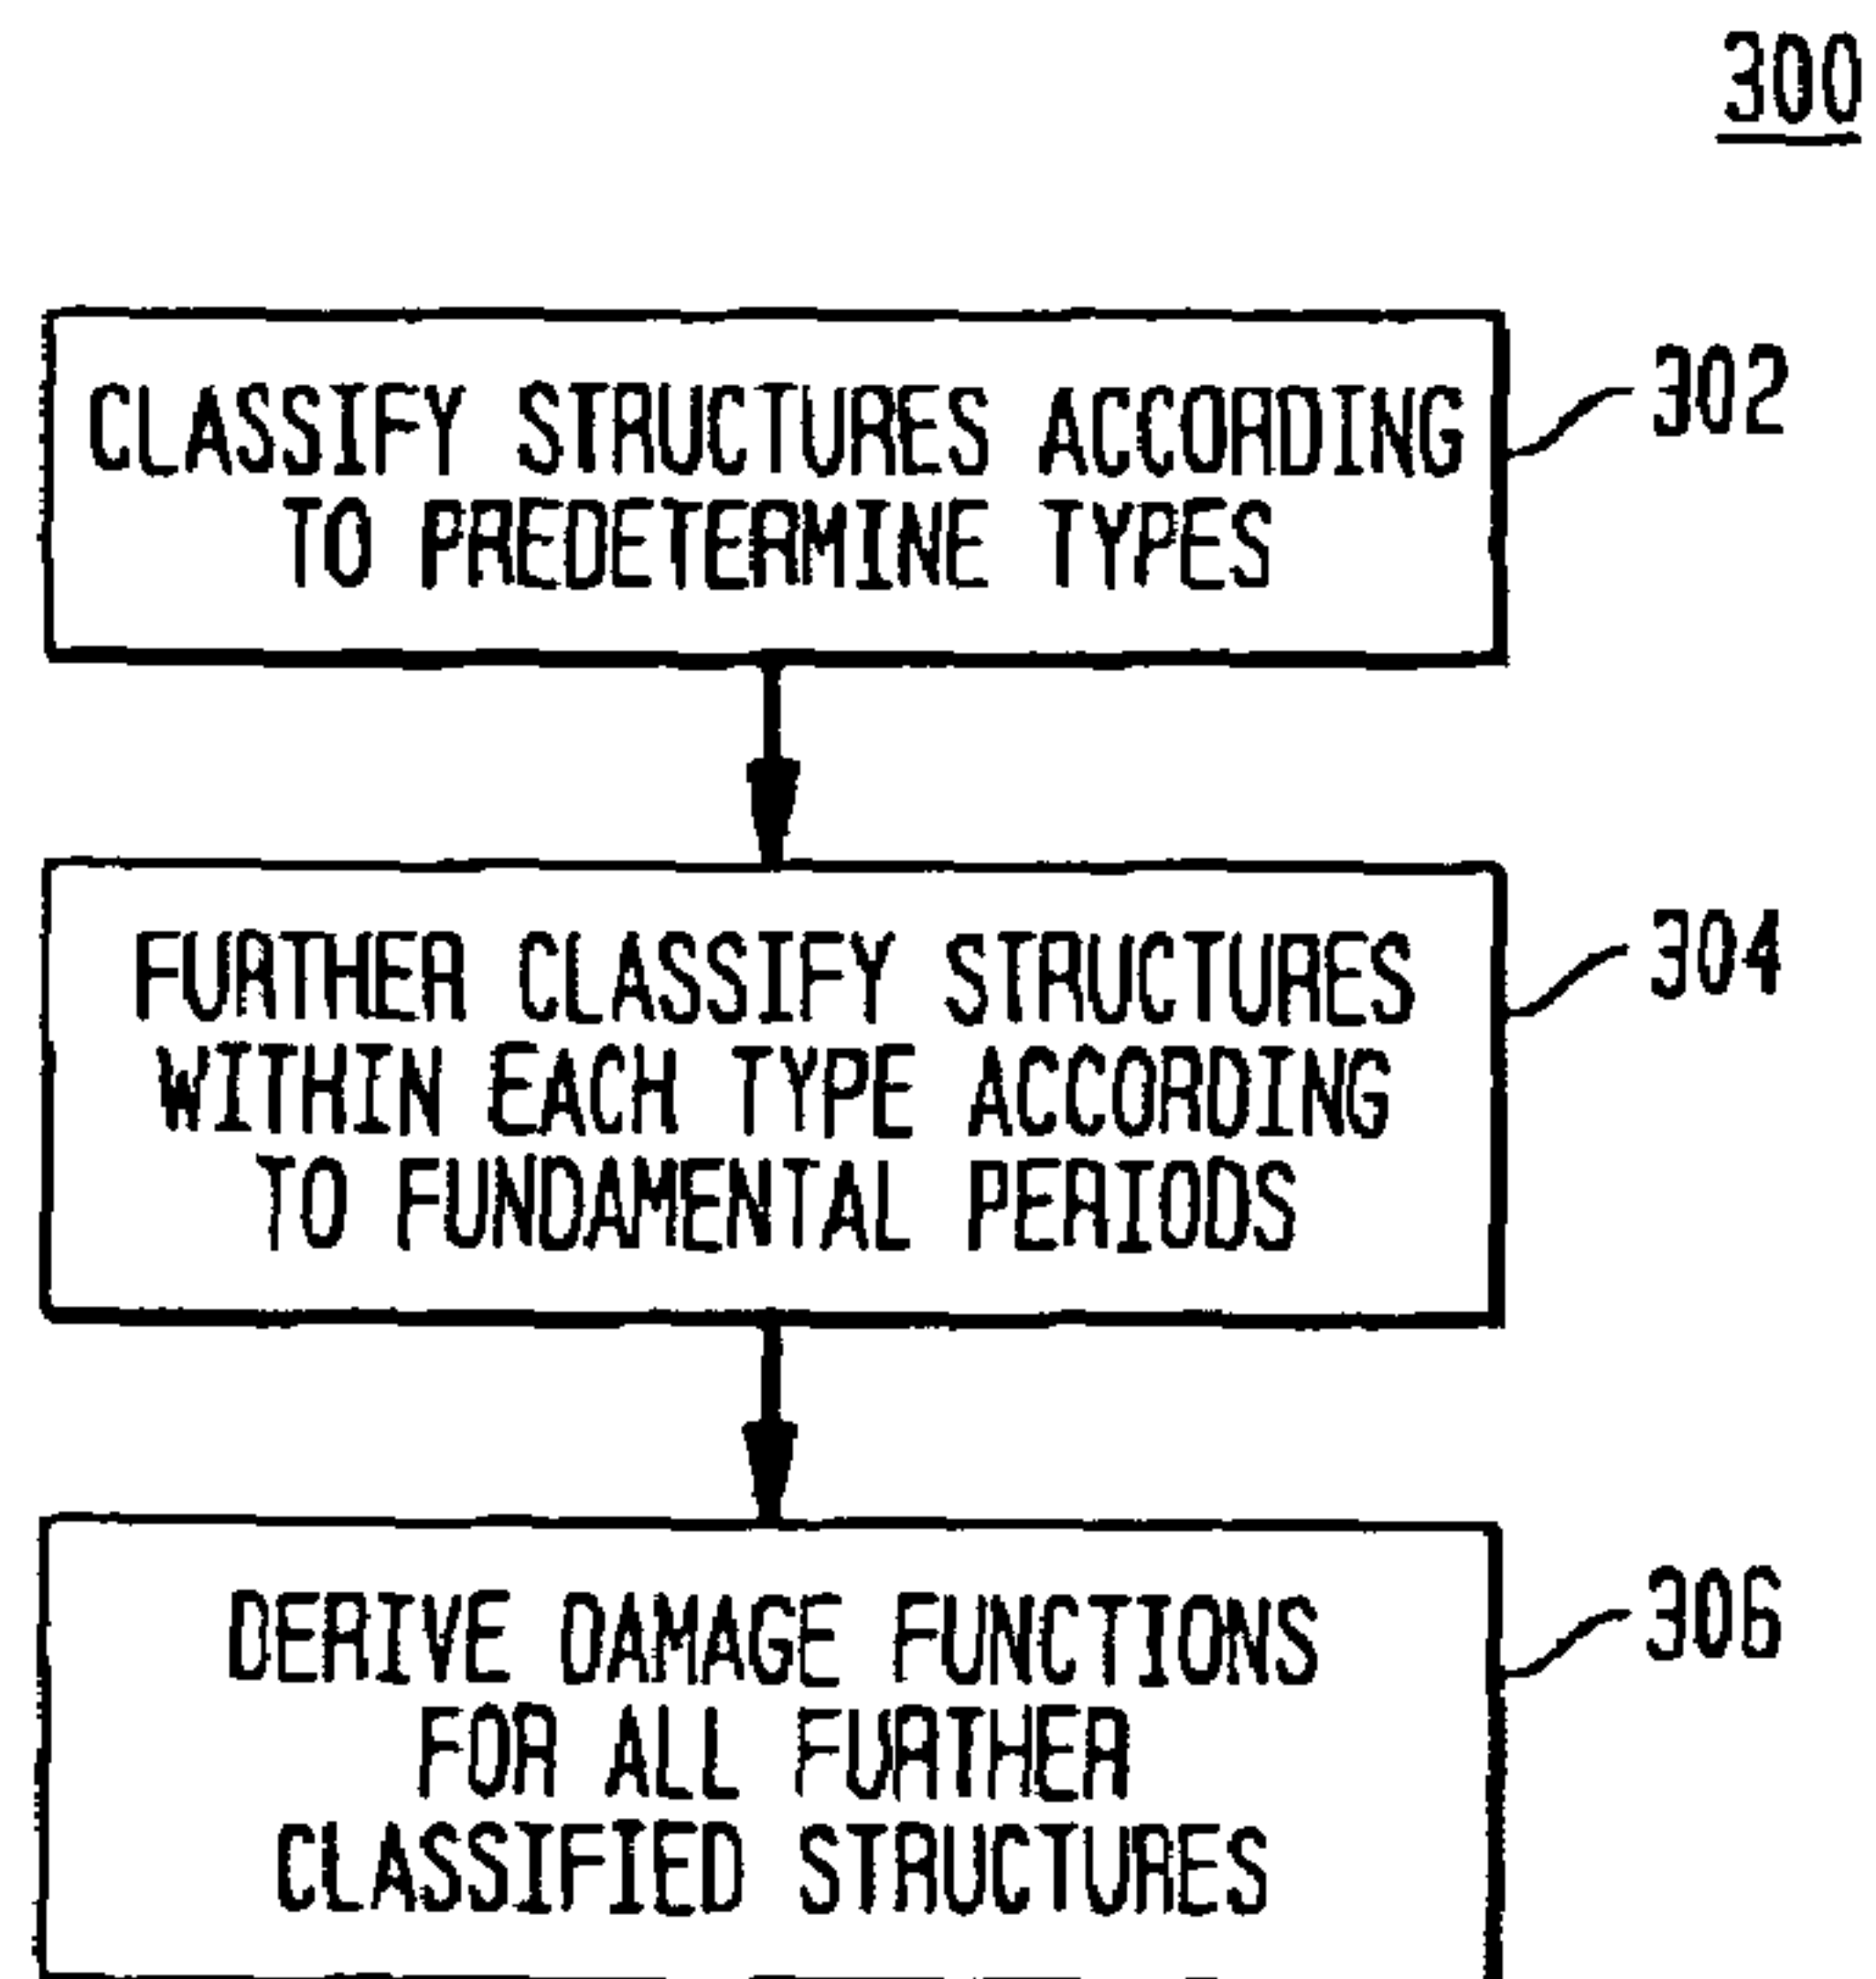 300
CLASSIFY STRUCTURES ACCORDING
TO PREDETERMINE TYPES
302
FURTHER CLASSIFY STRUCTURES
WITHIN EACH TYPE ACCORDING
TO FUNDAMENTAL PERIODS
304
DERIVE DAMAGE FUNCTIONS
FOR ALL FURTHER
CLASSIFIED STRUCTURES
306